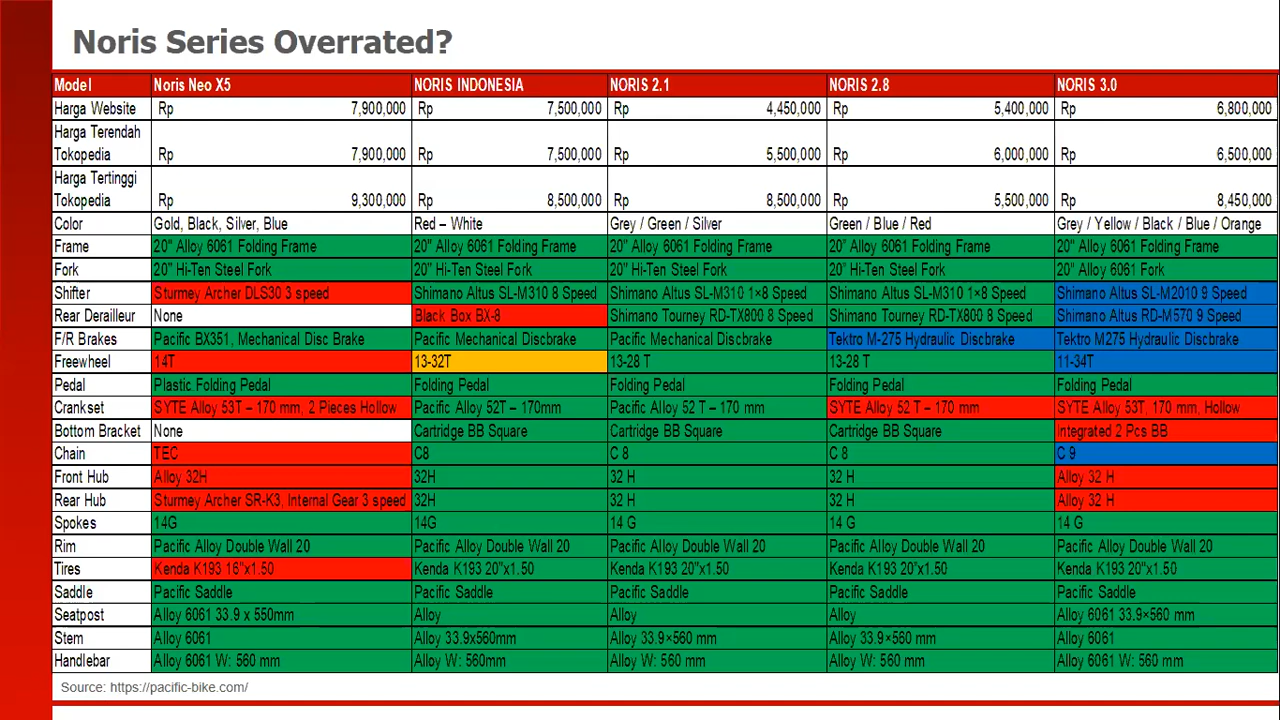 Noris Series Overrated?
Model Noris Neo X5 NORIS INDONESIA NORIS 2.1 NORIS 2.8 NORIS 3.0
Harga Website Rp 7,900,000 Rp 7,500,000 Rp 4,450,000 Rp 5,400,000 Rp 6,800,000
Harga Terendah
Tokopedia Rp 7,900,000 Rp 7,500,000 Rp 5,500,000 Rp 6,000,000 Rp 6,500,000
Harga Tertinggi
Tokopedia Rp 9,300,000 Rp 8,500,000 Rp 8,500,000 Rp 5,500,000 Rp 8,450,000
Color Gold, Black, Silver, Blue Red – White Grey / Green / Silver Green / Blue / Red Grey / Yellow / Black / Blue / Orange
Frame 20" Alloy 6061 Folding Frame 20" Alloy 6061 Folding Frame 20" Alloy 6061 Folding Frame 20" Alloy 6061 Folding Frame 20" Alloy 6061 Folding Frame
Fork 20" Hi-Ten Steel Fork 20" Hi-Ten Steel Fork 20" Hi-Ten Steel Fork 20" Hi-Ten Steel Fork 20" Alloy 6061 Fork
Shifter Sturmey Archer DLS30 3 speed Shimano Altus SL-M310 8 Speed Shimano Altus SL-M310 1×8 Speed Shimano Altus SL-M310 1×8 Speed Shimano Altus SL-M2010 9 Speed
Rear Derailleur None Black Box BX-8 Shimano Tourney RD-TX800 8 Speed Shimano Tourney RD-TX800 8 Speed Shimano Altus RD-M570 9 Speed
F/R Brakes Pacific BX351, Mechanical Disc Brake Pacific Mechanical Discbrake Pacific Mechanical Discbrake Tektro M-275 Hydraulic Discbrake Tektro M275 Hydraulic Discbrake
Freewheel 14T 13-32T 13-28 T 13-28 T 11-34T
Pedal Plastic Folding Pedal Folding Pedal Folding Pedal Folding Pedal Folding Pedal
Crankset SYTE Alloy 53T – 170 mm, 2 Pieces Hollow Pacific Alloy 52T – 170mm Pacific Alloy 52 T – 170 mm SYTE Alloy 52 T – 170 mm SYTE Alloy 53T, 170 mm, Hollow
Bottom Bracket None Cartridge BB Square Cartridge BB Square Cartridge BB Square Integrated 2 Pcs BB
Chain TEC C8 C 8 C 8 C 9
Front Hub Alloy 32H 32H 32 H 32 H Alloy 32 H
Rear Hub Sturmey Archer SR-K3, Internal Gear 3 speed 32H 32 H 32 H Alloy 32 H
Spokes 14G 14G 14 G 14 G 14 G
Rim Pacific Alloy Double Wall 20 Pacific Alloy Double Wall 20 Pacific Alloy Double Wall 20 Pacific Alloy Double Wall 20 Pacific Alloy Double Wall 20
Tires Kenda K193 16"x1.50 Kenda K193 20"x1.50 Kenda K193 20"x1.50 Kenda K193 20"x1.50 Kenda K193 20"x1.50
Saddle Pacific Saddle Pacific Saddle Pacific Saddle Pacific Saddle Pacific Saddle
Seatpost Alloy 6061 33.9 x 550mm Alloy Alloy Alloy Alloy 6061 33.9×560 mm
Stem Alloy 6061 Alloy 33.9x560mm Alloy 33.9×560 mm Alloy 33.9×560 mm Alloy 6061
Handlebar Alloy 6061 W: 560 mm Alloy W: 560mm Alloy W: 560 mm Alloy W: 560 mm Alloy 6061 W: 560 mm
Source: https://pacific-bike.com/